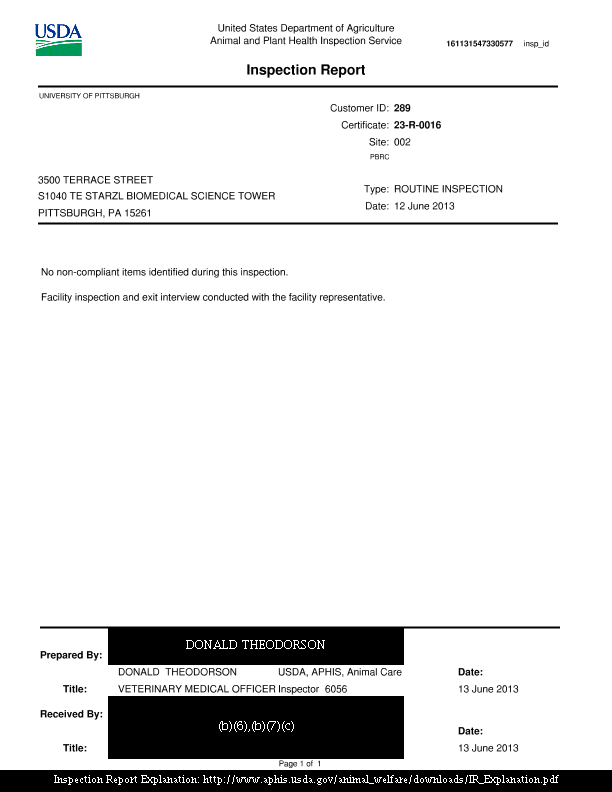 USDA
United States Department of Agriculture
Animal and Plant Health Inspection Service
161131547330577 insp_id
Inspection Report
UNIVERSITY OF PITTSBURGH
Customer ID: 289
Certificate: 23-R-0016
Site: 002
PBRC
3500 TERRACE STREET
S1040 TE STARZL BIOMEDICAL SCIENCE TOWER
PITTSBURGH, PA 15261
Type: ROUTINE INSPECTION
Date: 12 June 2013
No non-compliant items identified during this inspection.
Facility inspection and exit interview conducted with the facility representative.
DONALD THEODORSON
Prepared By:
DONALD THEODORSON USDA, APHIS, Animal Care Date:
Title: VETERINARY MEDICAL OFFICER Inspector 6056 13 June 2013
Received By:
(b)(6),(b)(7)(c)
Date:
Title: 13 June 2013
Page 1 of 1
Inspection Report Explanation: http://www.aphis.usda.gov/animal_welfare/downloads/IR_Explanation.pdf